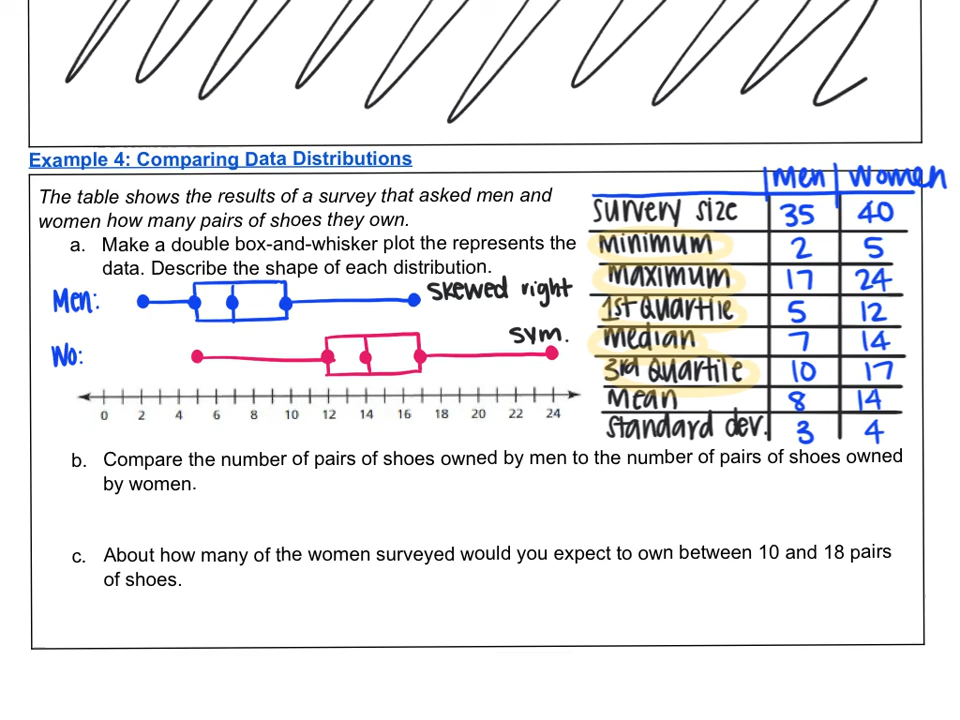 Example 4: Comparing Data Distributions
The table shows the results of a survey that asked men and
women how many pairs of shoes they own.
a. Make a double box-and-whisker plot the represents the
data. Describe the shape of each distribution.
Men: skewed right
Wo: sym.
0 2 4 6 8 10 12 14 16 18 20 22 24
Men Women
survery size 35 40
minimum 2 5
maximum 17 24
1st Quartile 5 12
median 7 14
3rd Quartile 10 17
Mean 8 14
standard dev. 3 4
b. Compare the number of pairs of shoes owned by men to the number of pairs of shoes owned
by women.
c. About how many of the women surveyed would you expect to own between 10 and 18 pairs
of shoes.